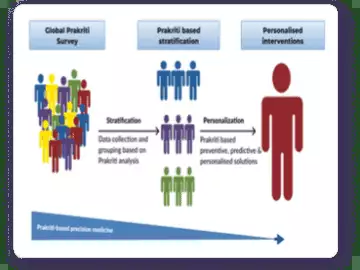 Global Prakriti
Survey
Prakriti based
stratification
Personalised
interventions
Stratification
Data collection and
grouping based on
Prakriti analysis
Personalization
Prakriti based
preventive, predictive &
personalised solutions
Prakriti-based precision medicine